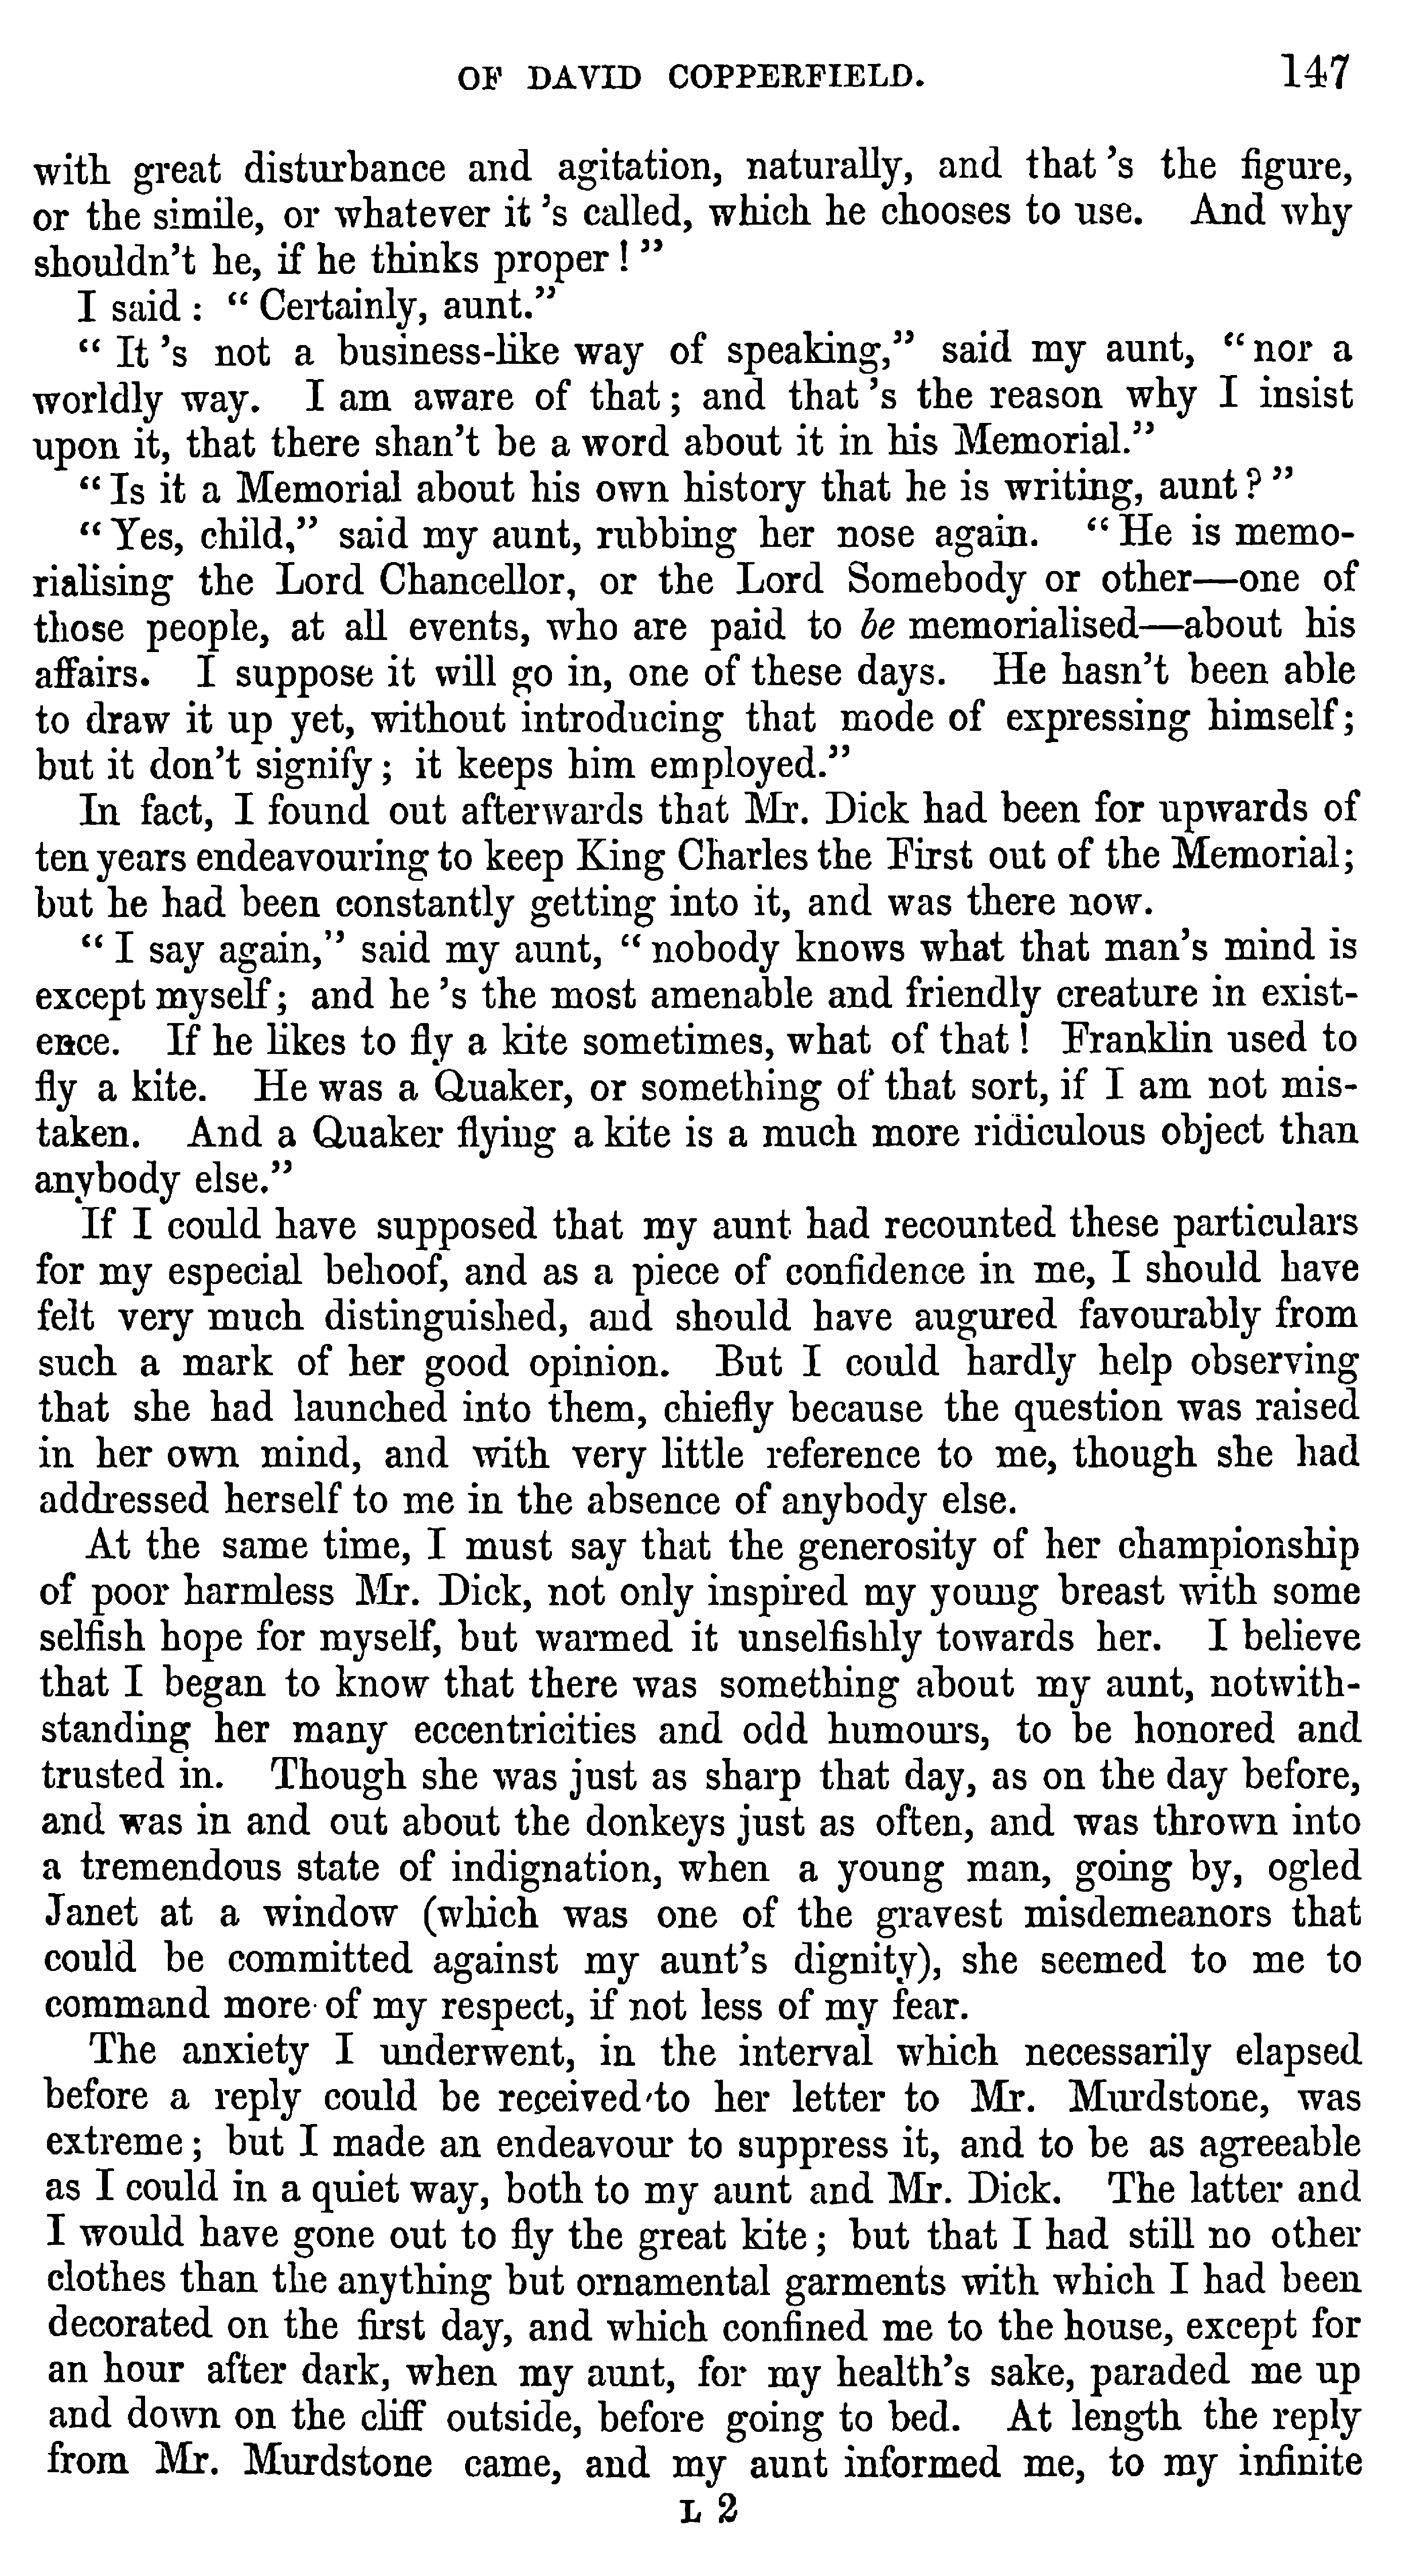 OF DAVID COPPERFIELD. 147
with great disturbance and agitation, naturally, and that 's the figure,
or the simile, or whatever it 's called, which he chooses to use. And why
shouldn't he, if he thinks proper ! "
I said : " Certainly, aunt."
" It 's not a business-like way of speaking," said my aunt, " nor a
worldly way. I am aware of that ; and that 's the reason why I insist
upon it, that there shan't be a word about it in his Memorial."
" Is it a Memorial about his own history that he is writing, aunt ? "
" Yes, child," said my aunt, rubbing her nose again. " He is memo-
rialising the Lord Chancellor, or the Lord Somebody or other—one of
those people, at all events, who are paid to be memorialised—about his
affairs. I suppose it will go in, one of these days. He hasn't been able
to draw it up yet, without introducing that mode of expressing himself ;
but it don't signify ; it keeps him employed."
In fact, I found out afterwards that Mr. Dick had been for upwards of
ten years endeavouring to keep King Charles the First out of the Memorial ;
but he had been constantly getting into it, and was there now.
" I say again," said my aunt, " nobody knows what that man's mind is
except myself ; and he 's the most amenable and friendly creature in exist-
ence. If he likes to fly a kite sometimes, what of that ! Franklin used to
fly a kite. He was a Quaker, or something of that sort, if I am not mis-
taken. And a Quaker flying a kite is a much more ridiculous object than
anybody else."
If I could have supposed that my aunt had recounted these particulars
for my especial behoof, and as a piece of confidence in me, I should have
felt very much distinguished, and should have augured favourably from
such a mark of her good opinion. But I could hardly help observing
that she had launched into them, chiefly because the question was raised
in her own mind, and with very little reference to me, though she had
addressed herself to me in the absence of anybody else.
At the same time, I must say that the generosity of her championship
of poor harmless Mr. Dick, not only inspired my young breast with some
selfish hope for myself, but warmed it unselfishly towards her. I believe
that I began to know that there was something about my aunt, notwith-
standing her many eccentricities and odd humours, to be honored and
trusted in. Though she was just as sharp that day, as on the day before,
and was in and out about the donkeys just as often, and was thrown into
a tremendous state of indignation, when a young man, going by, ogled
Janet at a window (which was one of the gravest misdemeanors that
could be committed against my aunt's dignity), she seemed to me to
command more of my respect, if not less of my fear.
The anxiety I underwent, in the interval which necessarily elapsed
before a reply could be received to her letter to Mr. Murdstone, was
extreme ; but I made an endeavour to suppress it, and to be as agreeable
as I could in a quiet way, both to my aunt and Mr. Dick. The latter and
I would have gone out to fly the great kite ; but that I had still no other
clothes than the anything but ornamental garments with which I had been
decorated on the first day, and which confined me to the house, except for
an hour after dark, when my aunt, for my health's sake, paraded me up
and down on the cliff outside, before going to bed. At length the reply
from Mr. Murdstone came, and my aunt informed me, to my infinite
L 2